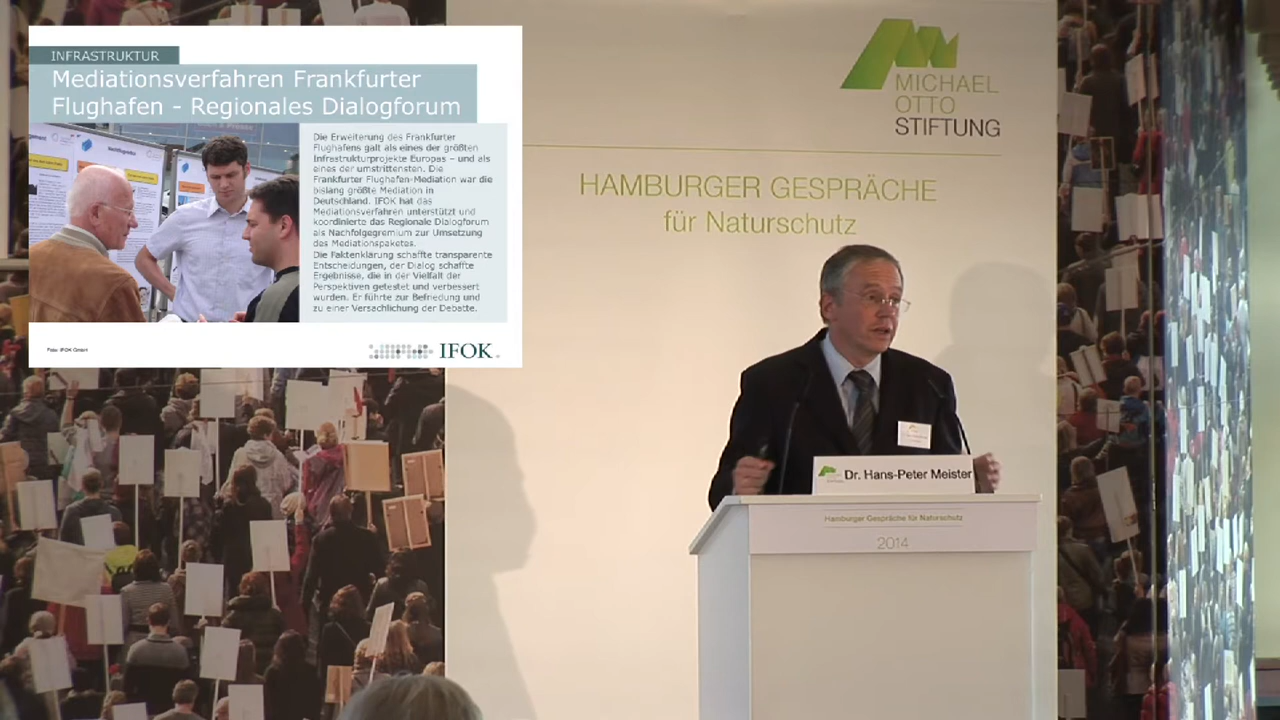 INFRASTRUKTUR
Mediationsverfahren Frankfurter
Flughafen - Regionales Dialogforum
Die Erweiterung des Frankfurter
Flughafens galt als eines der größten
Infrastrukturprojekte Europas – und als
eines der umstrittensten. Die
Frankfurter Flughafen-Mediation war die
bislang größte Mediation in
Deutschland. IFOK hat das
Mediationsverfahren unterstützt und
koordinierte das Regionale Dialogforum
als Nachfolgegremium zur Umsetzung
des Mediationspaketes.
Die Faktenklärung schaffte transparente
Entscheidungen, der Dialog schaffte
Ergebnisse, die in der Vielfalt der
Perspektiven getestet und verbessert
wurden. Er führte zur Befriedung und
zu einer Versachlichung der Debatte.
Foto: IFOK GmbH
IFOK
MICHAEL
OTTO
STIFTUNG
HAMBURGER GESPRÄCHE
für Naturschutz
Dr. Hans-Peter Meister
Hamburger Gespräche für Naturschutz
2014